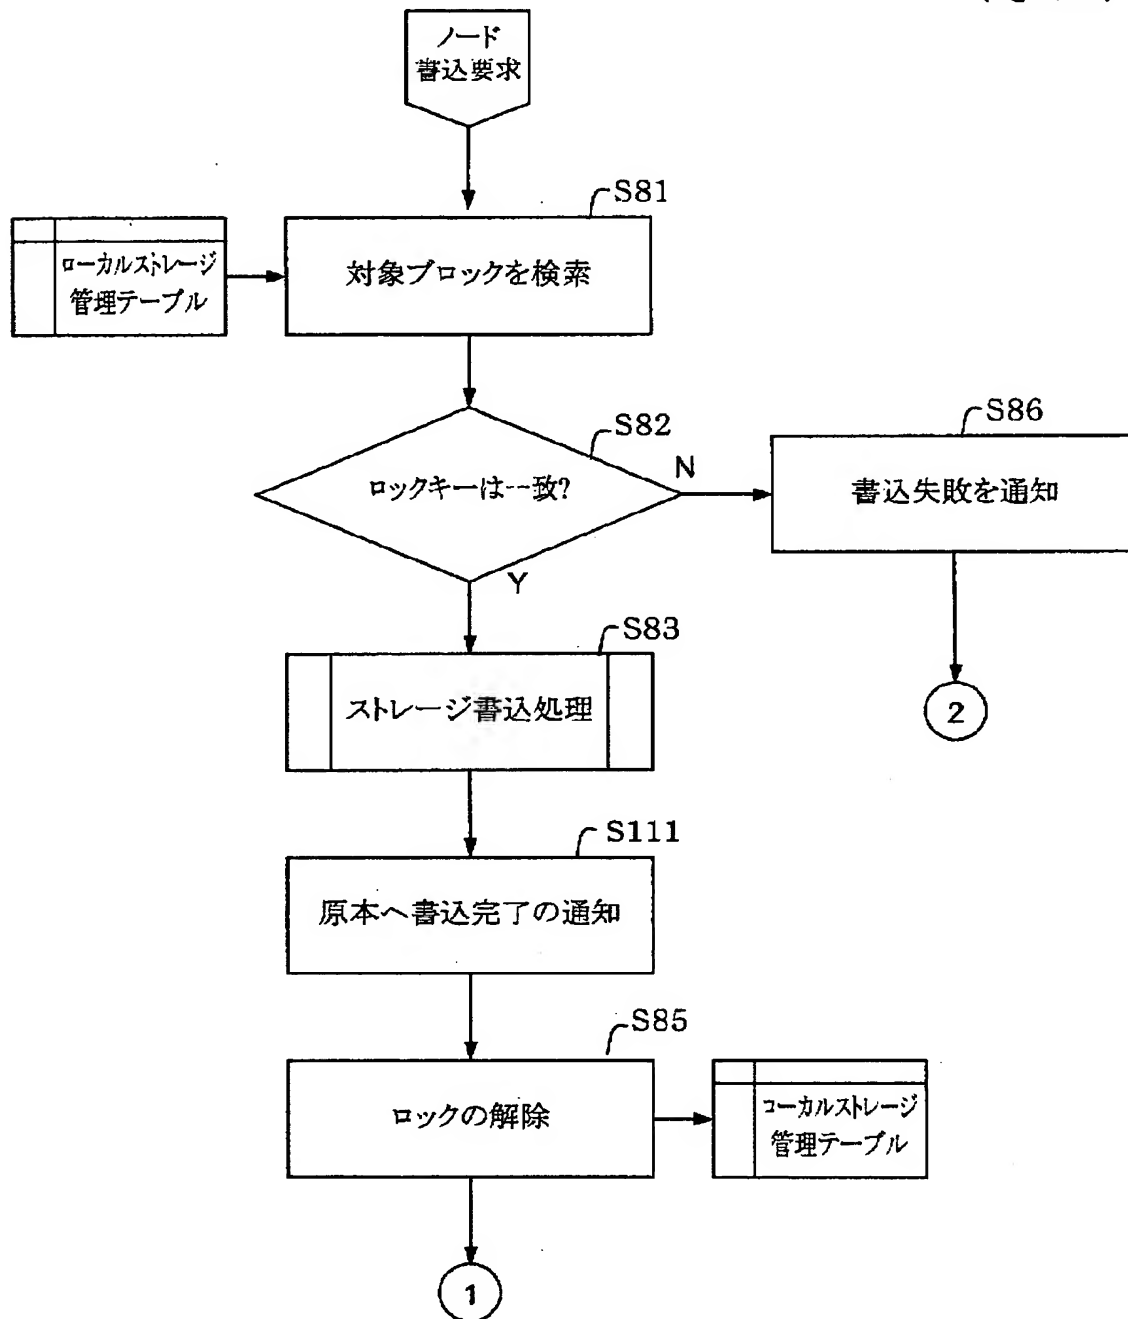 ノード
書込要求
S81
ローカルストレージ
管理テーブル
対象ブロックを検索
S82
ロックキーは一致?
N
S86
書込失敗を通知
Y
2
S83
ストレージ書込処理
S111
原本へ書込完了の通知
S85
ロックの解除
コーカルストレージ
管理テーブル
1